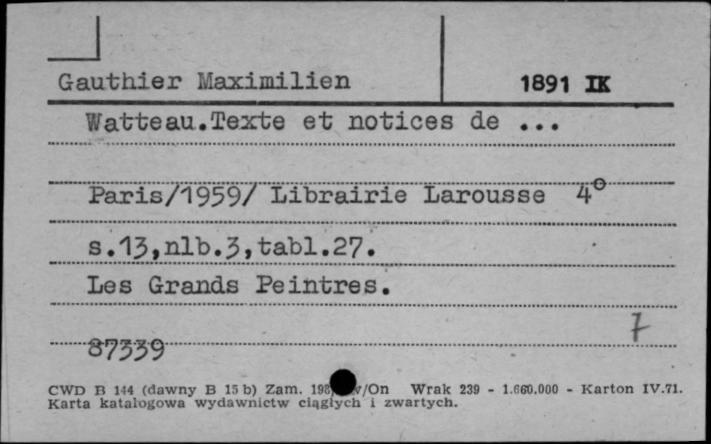 Gauthier Maximilien 1891 IK
Watteau.Texte et notices de ...
Paris/1959/ Librairie Larousse 4°
s.13,nlb.3,tabl.27.
Les Grands Peintres.
7
87339
CWD B 144 (dawny B 15 b) Zam. /On Wrak 239 - 1.660.000 - Karton IV.71.
Karta katalogowa wydawnictw ciągłych i zwartych.